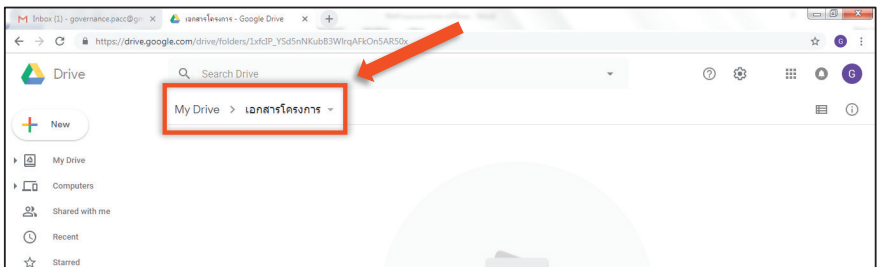 Inbox (1) - governance.pacc@gr
เอกสารโครงการ - Google Drive
https://drive.google.com/drive/folders/1xfclP_YSd5nNKubB3WlrqAFkOn5AR50x
G
Drive
Search Drive
G
My Drive > เอกสารโครงการ
New
My Drive
Computers
Shared with me
Recent
Starred